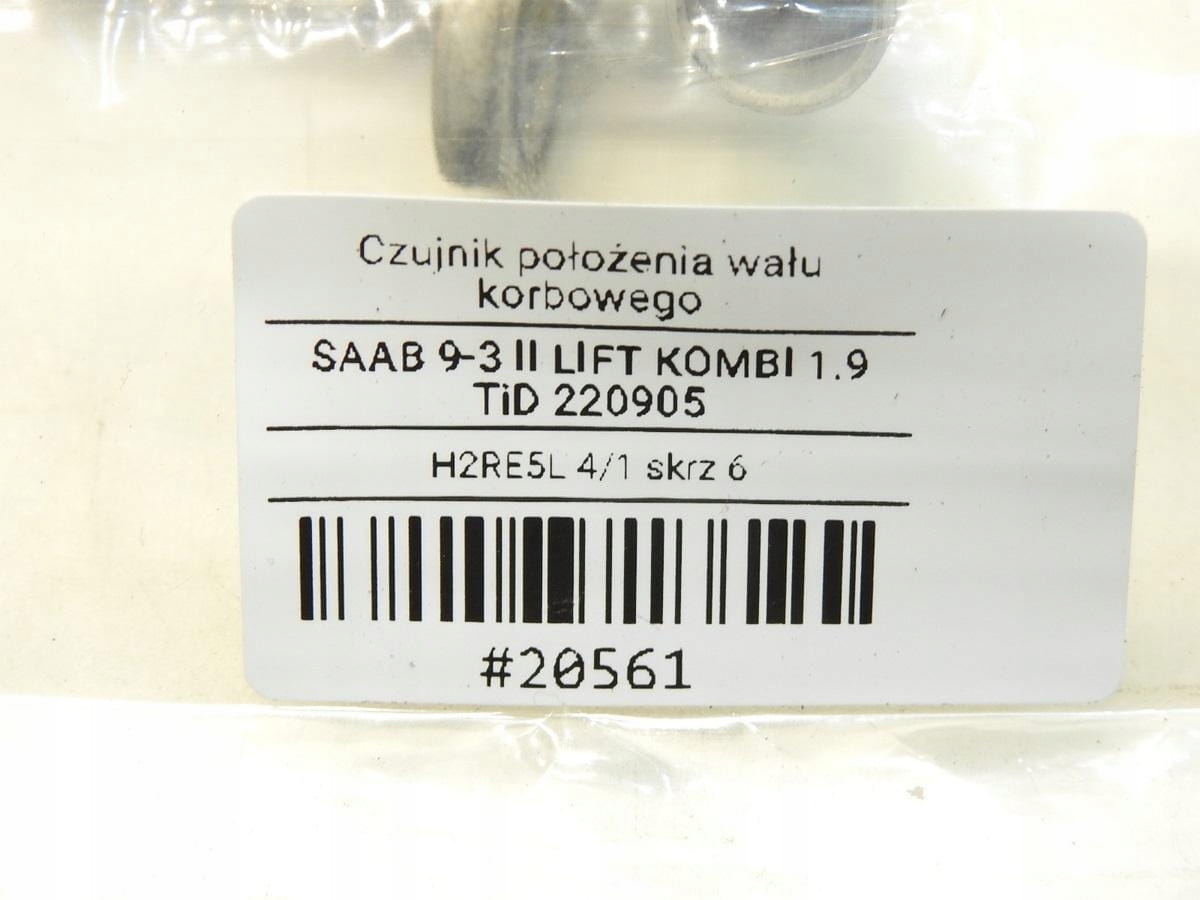 Czujnik położenia wału
korbowego
SAAB 9-3 II LIFT KOMBI 1.9
TiD 220905
H2RE5L 4/1 skrz 6
#20561